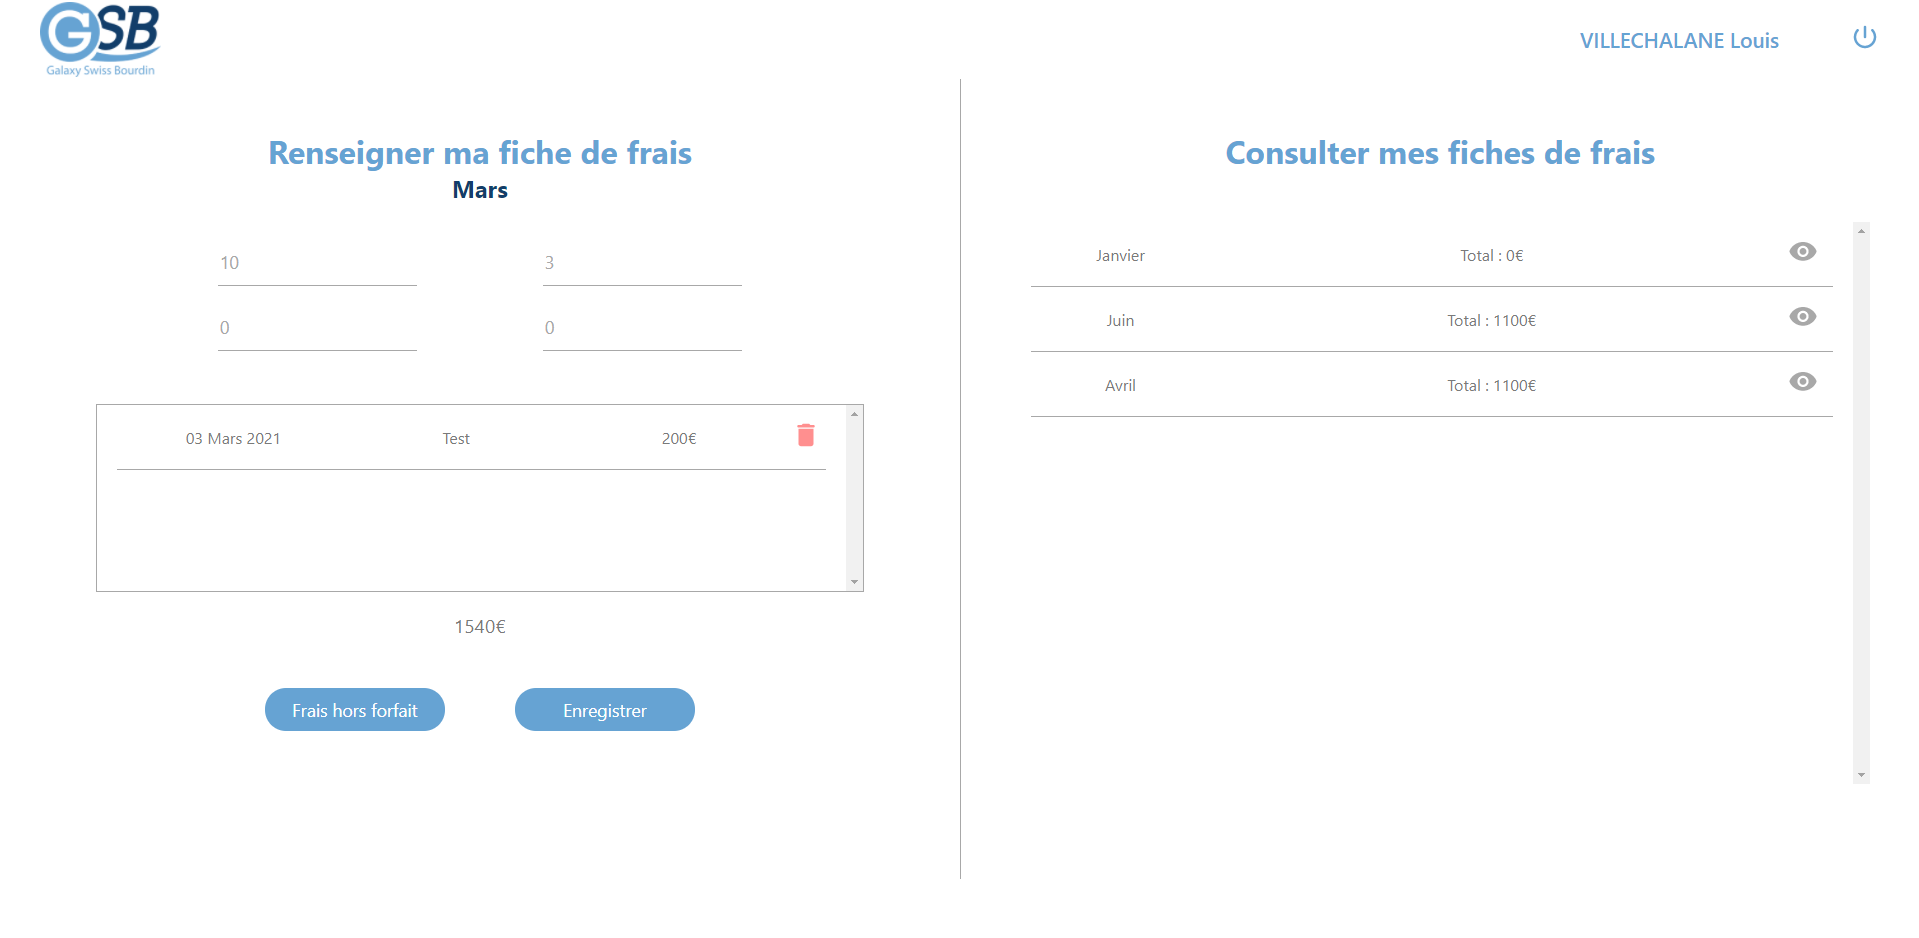 GSB
Galaxy Swiss Bourdin
VILLECHALANE Louis
Renseigner ma fiche de frais
Mars
10 3
0 0
03 Mars 2021 Test 200€
1540€
Frais hors forfait Enregistrer
Consulter mes fiches de frais
Janvier Total : 0€
Juin Total : 1100€
Avril Total : 1100€